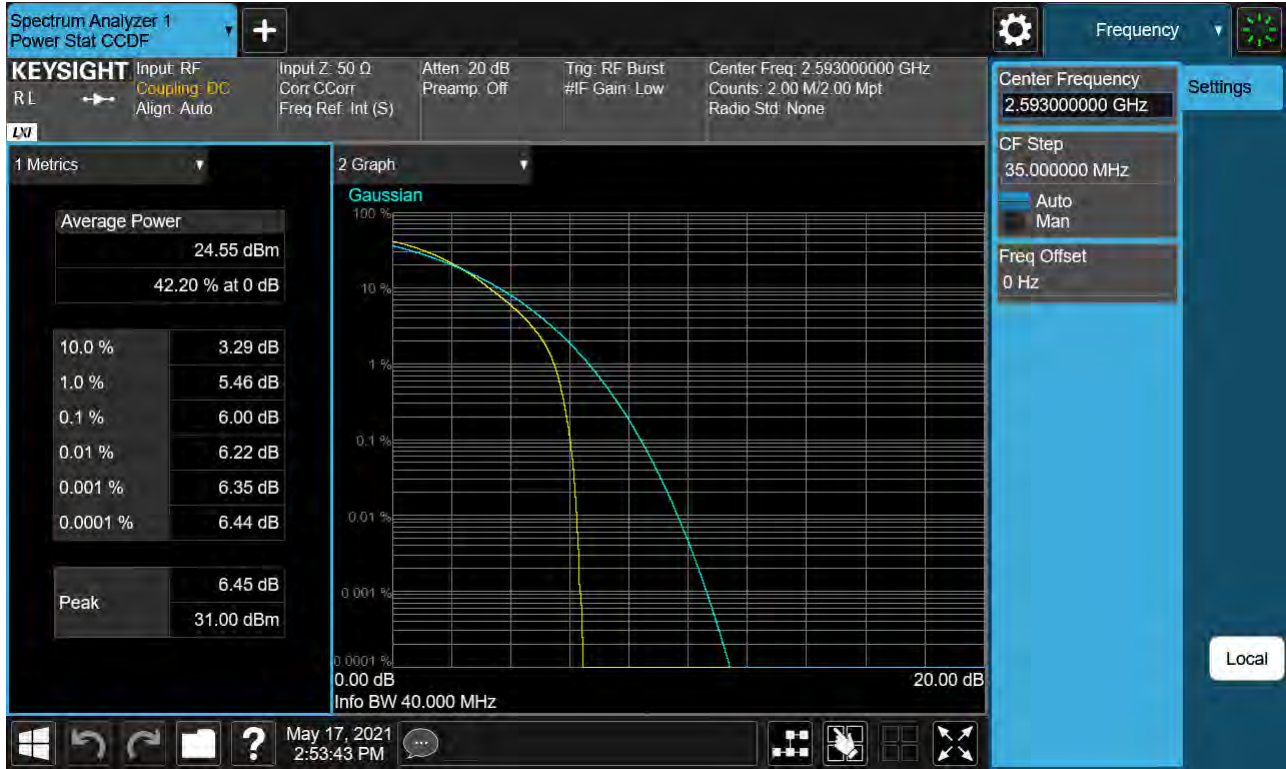 Spectrum Analyzer 1
Power Stat CCDF
Frequency
KEYSIGHT
RL
LXI
Input: RF
Coupling: DC
Align: Auto
Input Z: 50 Ω
Corr CCorr
Freq Ref: Int (S)
Atten: 20 dB
Preamp: Off
Trig: RF Burst
#IF Gain: Low
Center Freq: 2.593000000 GHz
Counts: 2.00 M/2.00 Mpt
Radio Std: None
Center Frequency
2.593000000 GHz
Settings
CF Step
35.000000 MHz
Auto
Man
Freq Offset
0 Hz
1 Metrics
Average Power
24.55 dBm
42.20 % at 0 dB
10.0 % 3.29 dB
1.0 % 5.46 dB
0.1 % 6.00 dB
0.01 % 6.22 dB
0.001 % 6.35 dB
0.0001 % 6.44 dB
Peak
6.45 dB
31.00 dBm
2 Graph
Gaussian
100 %
10 %
1 %
0.1 %
0.01 %
0.001 %
0.0001 %
0.00 dB 20.00 dB
Info BW 40.000 MHz
Local
?
May 17, 2021
2:53:43 PM